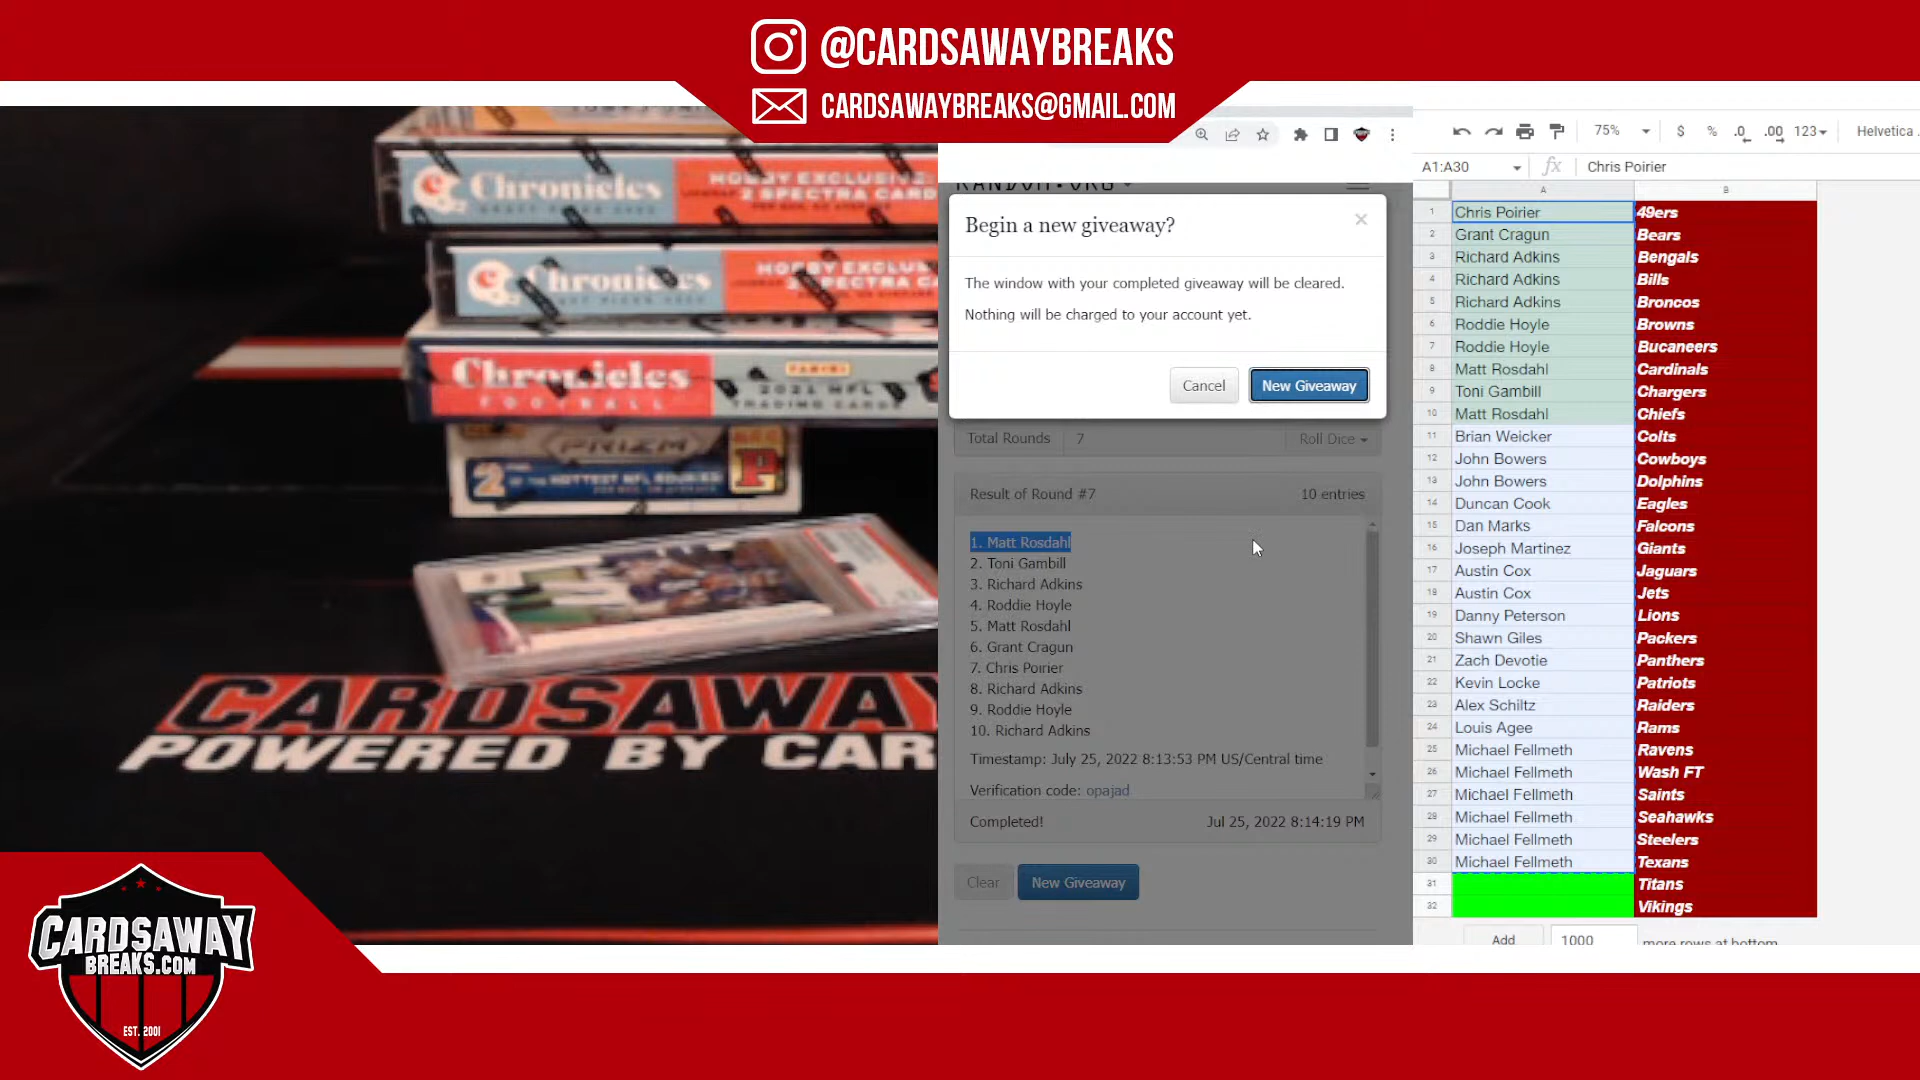 @CARDSAWAYBREAKS
CARDSAWAYBREAKS@GMAIL.COM
Chronicles
HOBBY EXCLUSIVE
2 SPECTRA CARD
Chronicles
2 SPECTRA CA
Chronicles
FOOTBALL
PANINI
2021 NFL
TRADING CARDS
PRIZM
2
P
CARDSAWAY
POWERED BY CAR
RANDOM.ORG
Begin a new giveaway?
×
The window with your completed giveaway will be cleared.
Nothing will be charged to your account yet.
Cancel
New Giveaway
Total Rounds 7 Roll Dice
Result of Round #7 10 entries
1. Matt Rosdahl
2. Toni Gambill
3. Richard Adkins
4. Roddie Hoyle
5. Matt Rosdahl
6. Grant Cragun
7. Chris Poirier
8. Richard Adkins
9. Roddie Hoyle
10. Richard Adkins
Timestamp: July 25, 2022 8:13:53 PM US/Central time
Verification code: opajad
Completed! Jul 25, 2022 8:14:19 PM
Clear New Giveaway
75% $ % .0 .00 123 Helvetica ...
A1:A30 fx Chris Poirier
A B
1 Chris Poirier 49ers
2 Grant Cragun Bears
3 Richard Adkins Bengals
4 Richard Adkins Bills
5 Richard Adkins Broncos
6 Roddie Hoyle Browns
7 Roddie Hoyle Bucaneers
8 Matt Rosdahl Cardinals
9 Toni Gambill Chargers
10 Matt Rosdahl Chiefs
11 Brian Weicker Colts
12 John Bowers Cowboys
13 John Bowers Dolphins
14 Duncan Cook Eagles
15 Dan Marks Falcons
16 Joseph Martinez Giants
17 Austin Cox Jaguars
18 Austin Cox Jets
19 Danny Peterson Lions
20 Shawn Giles Packers
21 Zach Devotie Panthers
22 Kevin Locke Patriots
23 Alex Schiltz Raiders
24 Louis Agee Rams
25 Michael Fellmeth Ravens
26 Michael Fellmeth Wash FT
27 Michael Fellmeth Saints
28 Michael Fellmeth Seahawks
29 Michael Fellmeth Steelers
30 Michael Fellmeth Texans
31 Titans
32 Vikings
Add 1000 more rows at bottom
CARDSAWAY
BREAKS.COM
EST. 2001